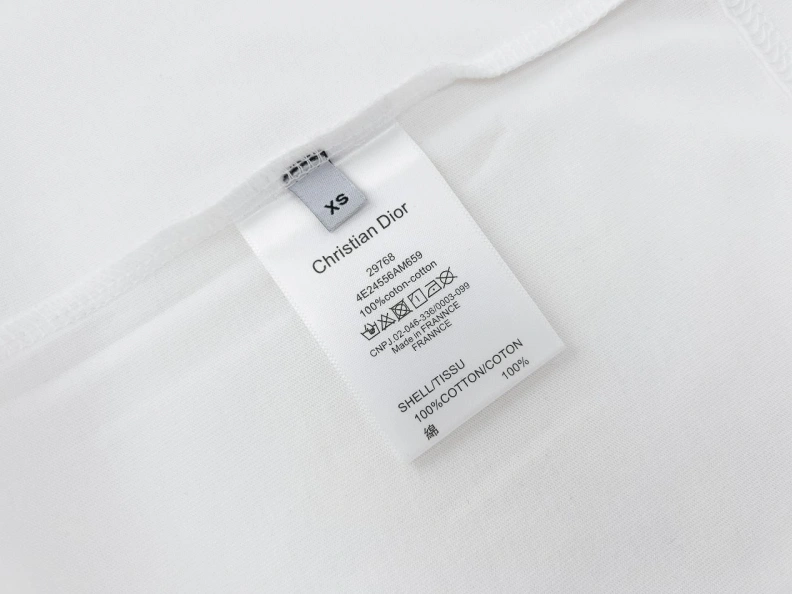 XS
Christian Dior
29768
4E24556AM659
100%coton-cotton
CNPJ.02-046-336/0003-099
Made in FRANNCE
FRANNCE
SHELL/TISSU
100%COTTON/COTON
100%
綿